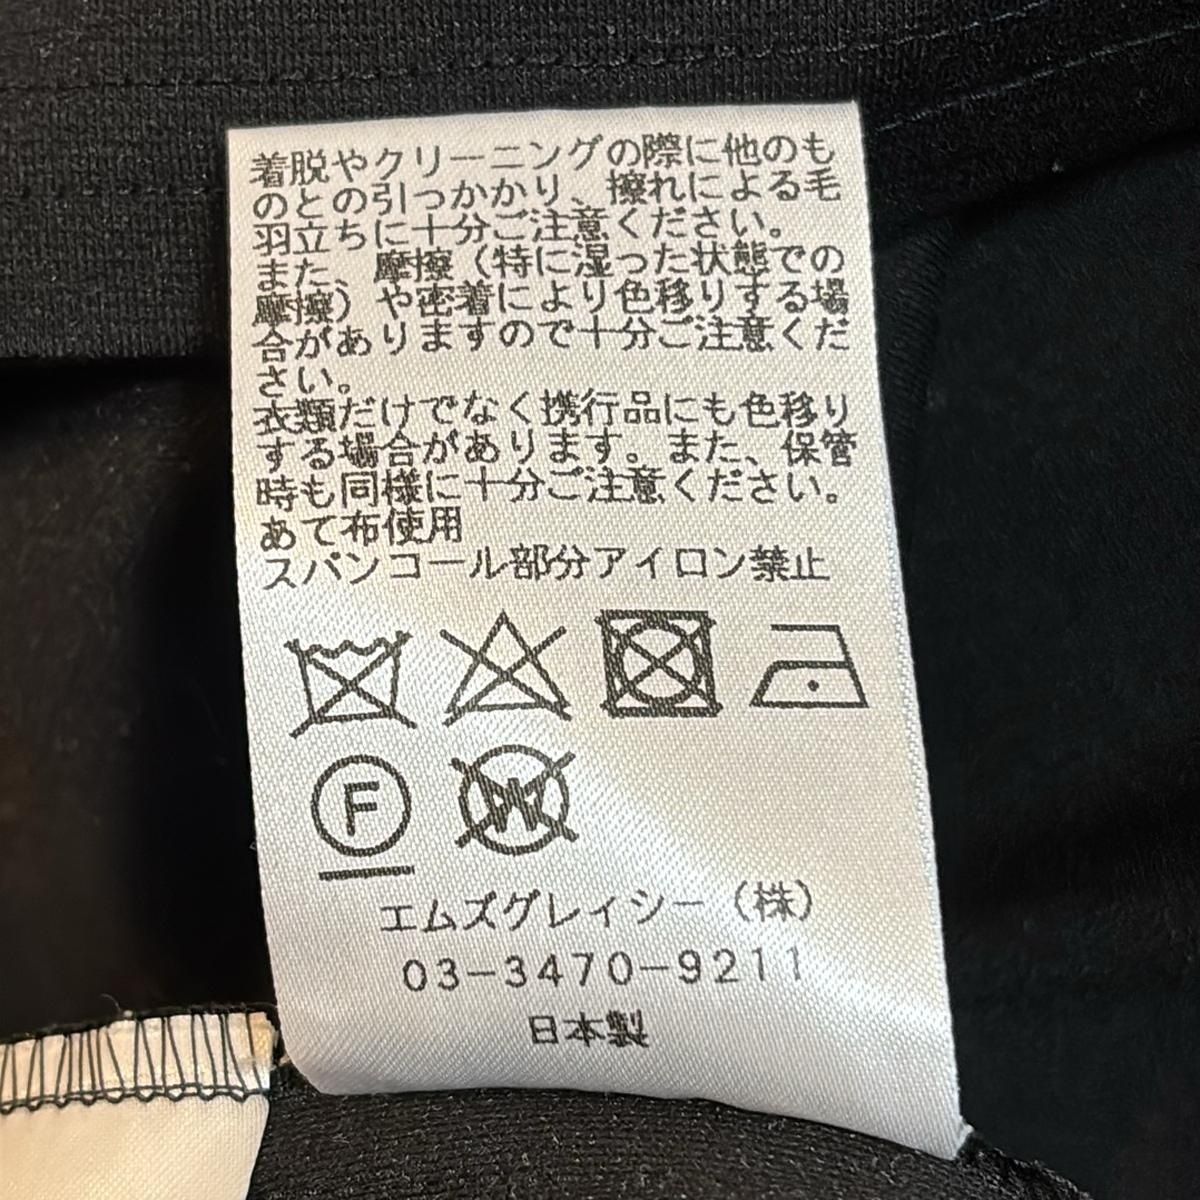 着脱やクリーニングの際に他のも
のとの引っかかり、擦れによる毛
羽立ちに十分ご注意ください。
また、摩擦（特に湿った状態での
摩擦）や密着により色移りする場
合がありますので十分ご注意くだ
さい。
衣類だけでなく携行品にも色移り
する場合があります。また、保管
時も同様に十分ご注意ください。
あて布使用
スパンコール部分アイロン禁止
F W
エムズグレイシー（株）
03-3470-9211
日本製